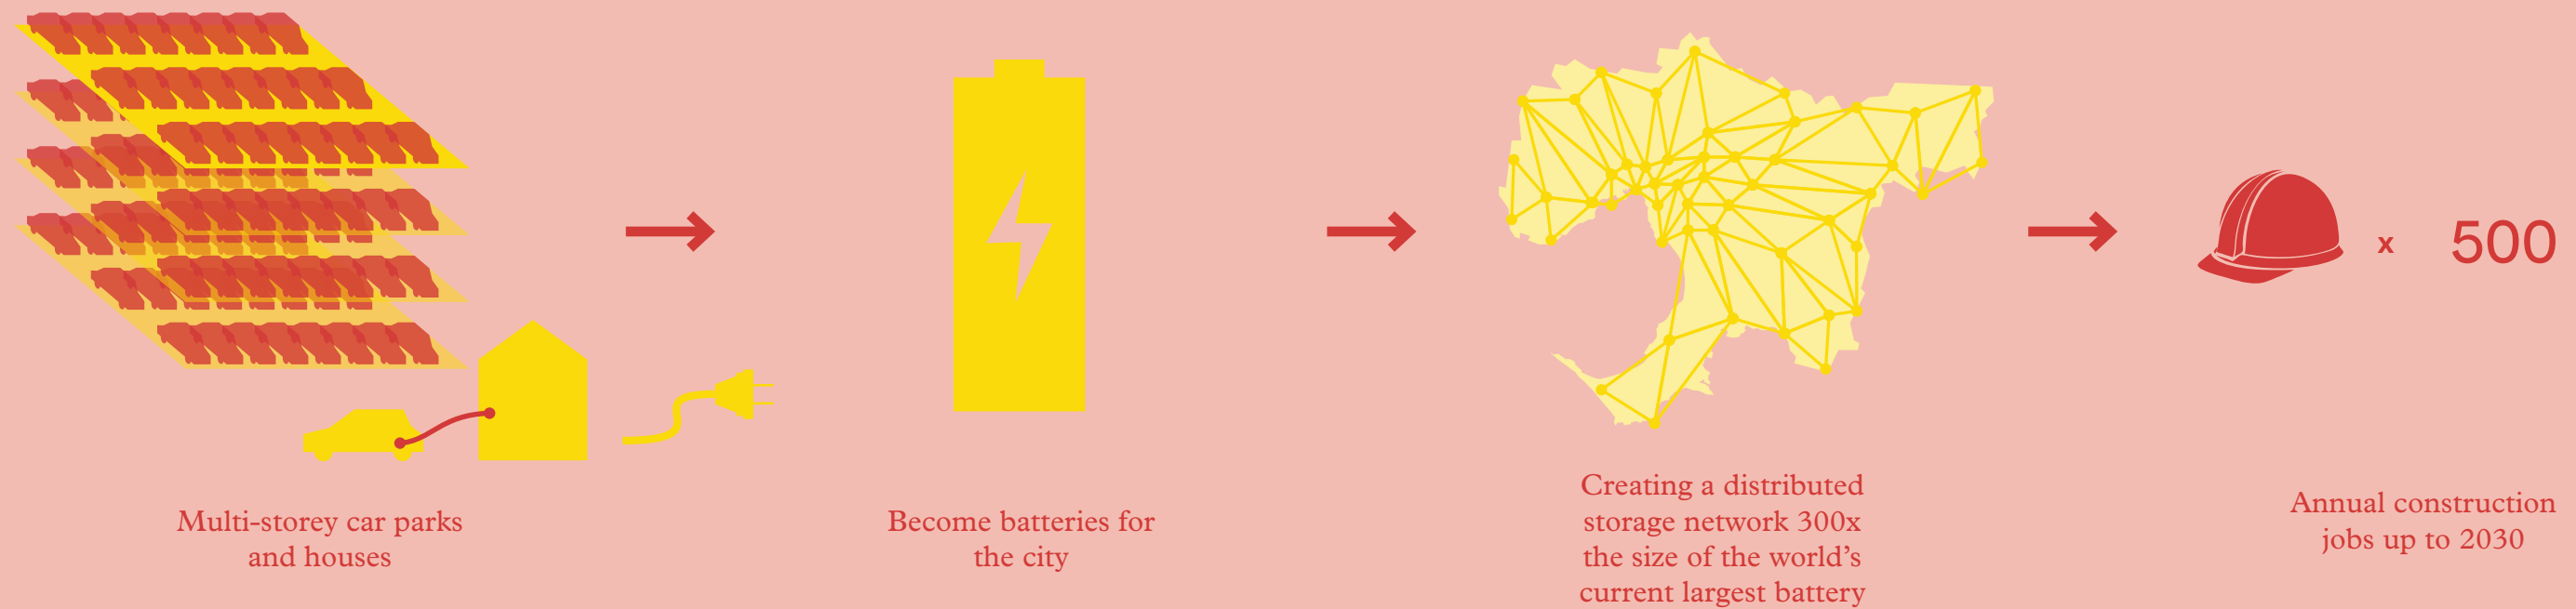 Multi-storey car parks
and houses
Become batteries for
the city
Creating a distributed
storage network 300x
the size of the world’s
current largest battery
x 500
Annual construction
jobs up to 2030